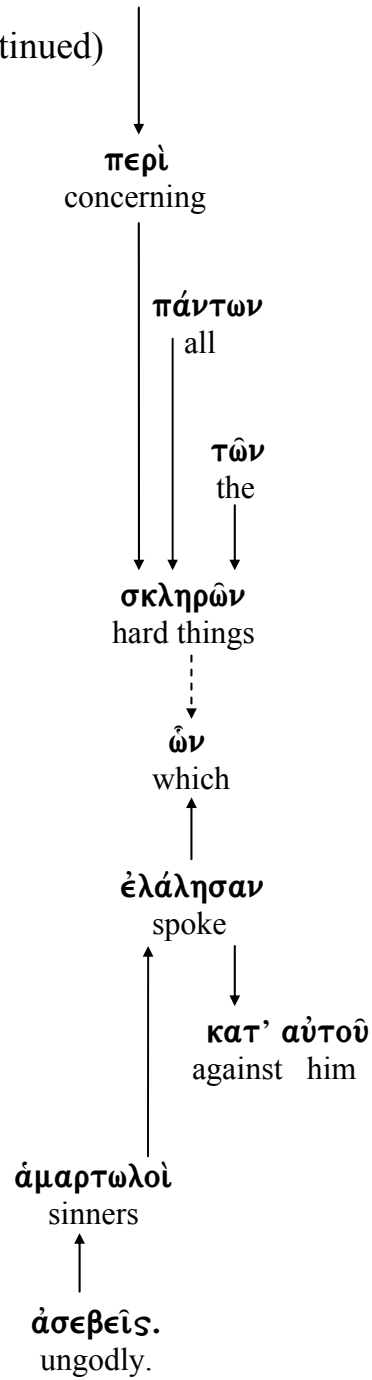 tinued)
περὶ
concerning
πάντων
all
τῶν
the
σκληρῶν
hard things
ὧν
which
ἐλάλησαν
spoke
κατ’ αὐτοῦ
against him
ἁμαρτωλοὶ
sinners
ἀσεβεῖς.
ungodly.